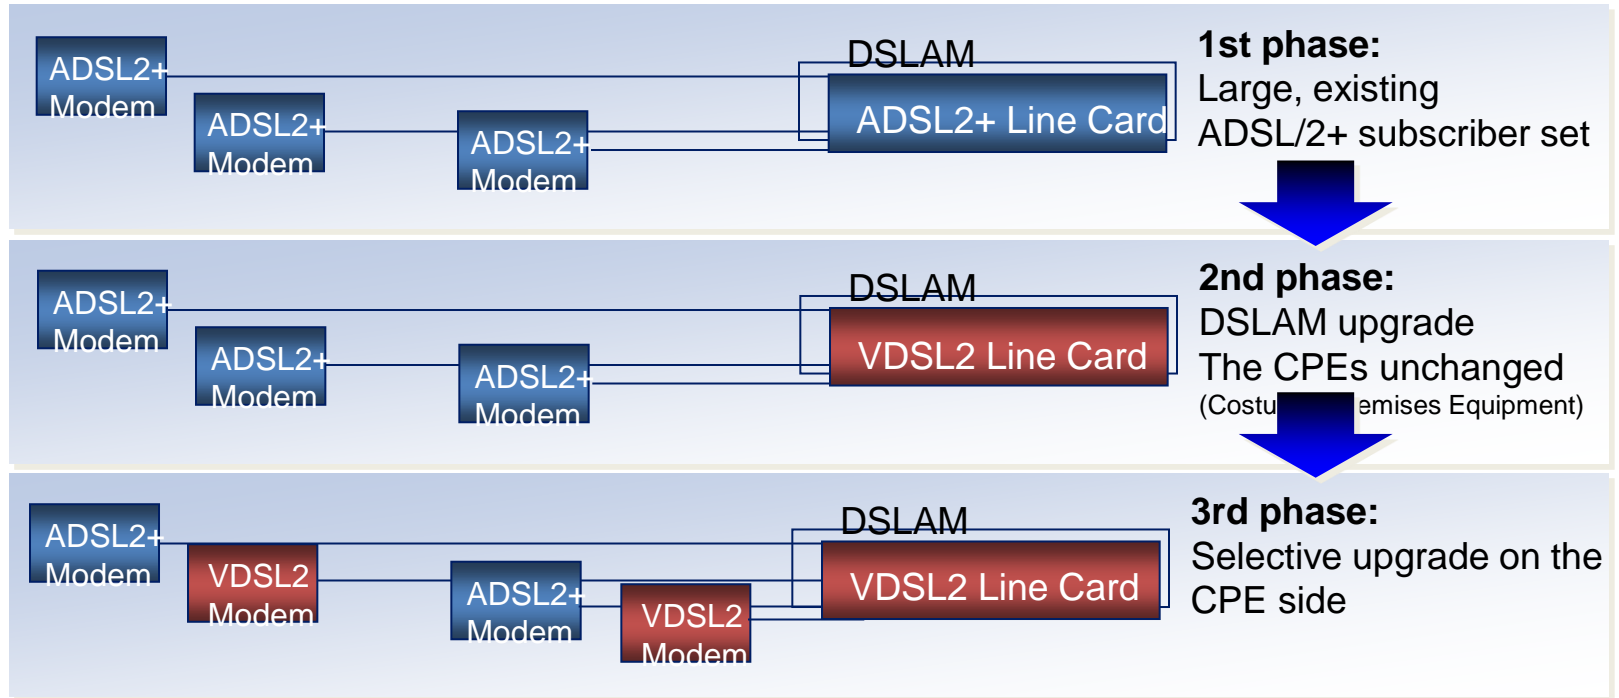 ADSL2+
Modem
ADSL2+
Modem
ADSL2+
Modem
DSLAM
ADSL2+ Line Card
1st phase:
Large, existing
ADSL/2+ subscriber set
ADSL2+
Modem
ADSL2+
Modem
ADSL2+
Modem
DSLAM
VDSL2 Line Card
2nd phase:
DSLAM upgrade
The CPEs unchanged
Equipment)
ADSL2+
Modem
VDSL2
Modem
ADSL2+
Modem
VDSL2
Modem
DSLAM
VDSL2 Line Card
3rd phase:
Selective upgrade on the
CPE side